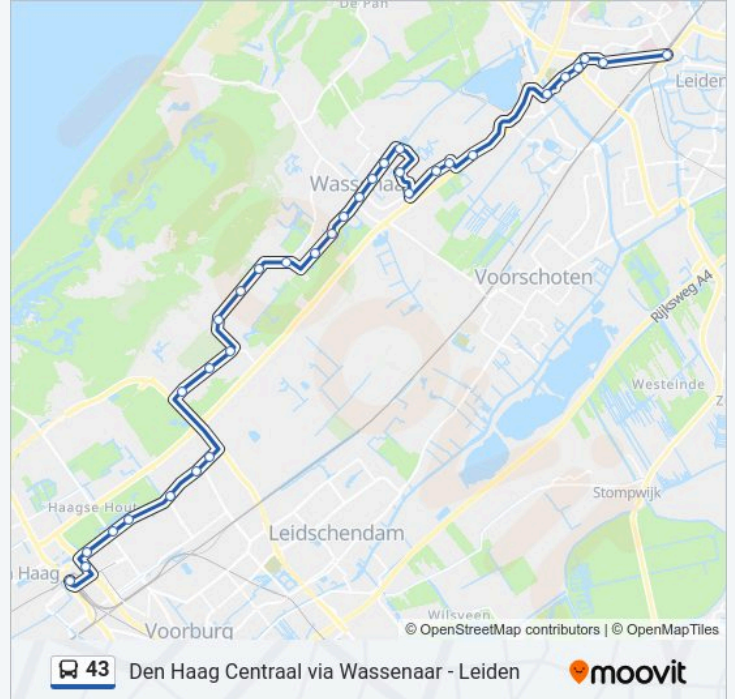 De Pan
Leiden
Wassenaar
Voorschoten
Rijksweg A4
Westeinde
Z
Stompwijk
Haagse Hout
Leidschendam
n Haag
Wilsveen
Voorburg
© OpenStreetMap contributors | © OpenMapTiles
43 Den Haag Centraal via Wassenaar - Leiden moovit